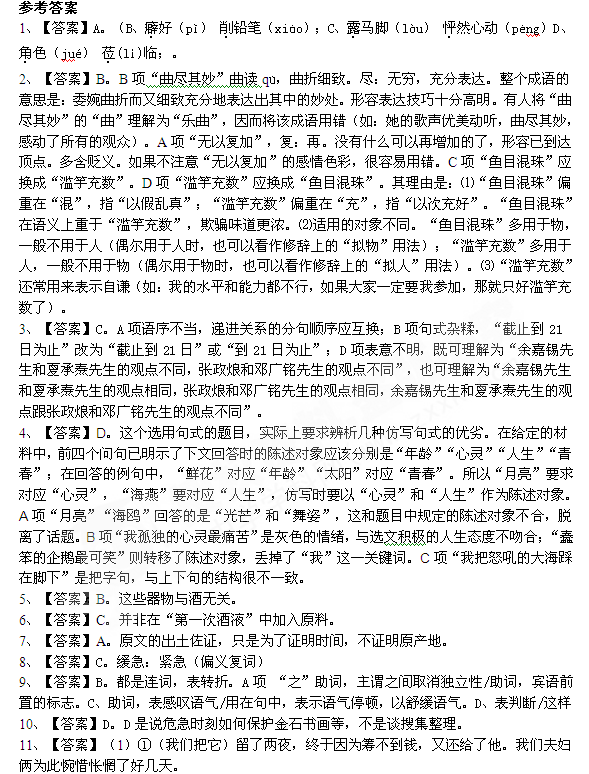 参考答案
1、【答案】A。（B、癖好（pǐ） 削铅笔（xiāo）；C、露马脚（lòu） 怦然心动（pēng）D、
角色（jué） 莅(lì)临；。
2、【答案】B。B 项“曲尽其妙”曲读 qū，曲折细致。尽：无穷，充分表达。整个成语的
意思是：委婉曲折而又细致充分地表达出其中的妙处。形容表达技巧十分高明。有人将“曲
尽其妙”的“曲”理解为“乐曲”，因而将该成语用错（如：她的歌声优美动听，曲尽其妙，
感动了所有的观众）。A 项“无以复加”，复：再。没有什么可以再增加的了，形容已到达
顶点。多含贬义。如果不注意“无以复加”的感情色彩，很容易用错。C 项“鱼目混珠”应
换成“滥竽充数”。D 项“滥竽充数”应换成“鱼目混珠”。其理由是：⑴“鱼目混珠”偏
重在“混”，指“以假乱真”；“滥竽充数”偏重在“充”，指“以次充好”。“鱼目混珠”
在语义上重于“滥竽充数”，欺骗味道更浓。⑵适用的对象不同。“鱼目混珠”多用于物，
一般不用于人（偶尔用于人时，也可以看作修辞上的“拟物”用法）；“滥竽充数”多用于
人，一般不用于物（偶尔用于物时，也可以看作修辞上的“拟人”用法）。⑶“滥竽充数”
还常用来表示自谦（如：我的水平和能力都不行，如果大家一定要我参加，那就只好滥竽充
数了）。
3、【答案】C。A 项语序不当，递进关系的分句顺序应互换；B 项句式杂糅，“截止到 21
日为止”改为“截止到 21 日”或“到 21 日为止”；D 项表意不明，既可理解为“余嘉锡先
生和夏承焘先生的观点不同，张政烺和邓广铭先生的观点不同”，也可理解为“余嘉锡先生
和夏承焘先生的观点相同，张政烺和邓广铭先生的观点相同，余嘉锡先生和夏承焘先生的观
点跟张政烺和邓广铭先生的观点不同”。
4、【答案】D。这个选用句式的题目，实际上要求辨析几种仿写句式的优劣。在给定的材
料中，前四个问句已明示了下文回答时的陈述对象应该分别是“年龄”“心灵”“人生”“青
春”；在回答的例句中，“鲜花”对应“年龄”“太阳”对应“青春”。所以“月亮”要求
对应“心灵”，“海燕”要对应“人生”，仿写时要以“心灵”和“人生”作为陈述对象。
A 项“月亮”“海鸥”回答的是“光芒”和“舞姿”，这和题目中规定的陈述对象不合，脱
离了话题。B 项“我孤独的心灵最痛苦”是灰色的情绪，与选文积极的人生态度不吻合；“蠢
笨的企鹅最可笑”则转移了陈述对象，丢掉了“我”这一关键词。C 项“我把怒吼的大海踩
在脚下”是把字句，与上下句的结构很不一致。
5、【答案】B。这些器物与酒无关。
6、【答案】C。并非在“第一次酒液”中加入原料。
7、【答案】A。原文的出土佐证，只是为了证明时间，不证明原产地。
8、【答案】C。缓急：紧急（偏义复词）
9、【答案】B。都是连词，表转折。A 项 “之”助词，主谓之间取消独立性/助词，宾语前
置的标志。C、助词，表感叹语气/用在句中，表示语气停顿，以舒缓语气。D、表判断/这样
10、【答案】D。D 是说危急时刻如何保护金石书画等，不是谈搜集整理。
11、【答案】（1）①（我们把它）留了两夜，终于因为筹不到钱，又还给了他。我们夫妇
俩为此惋惜怅惘了好几天。